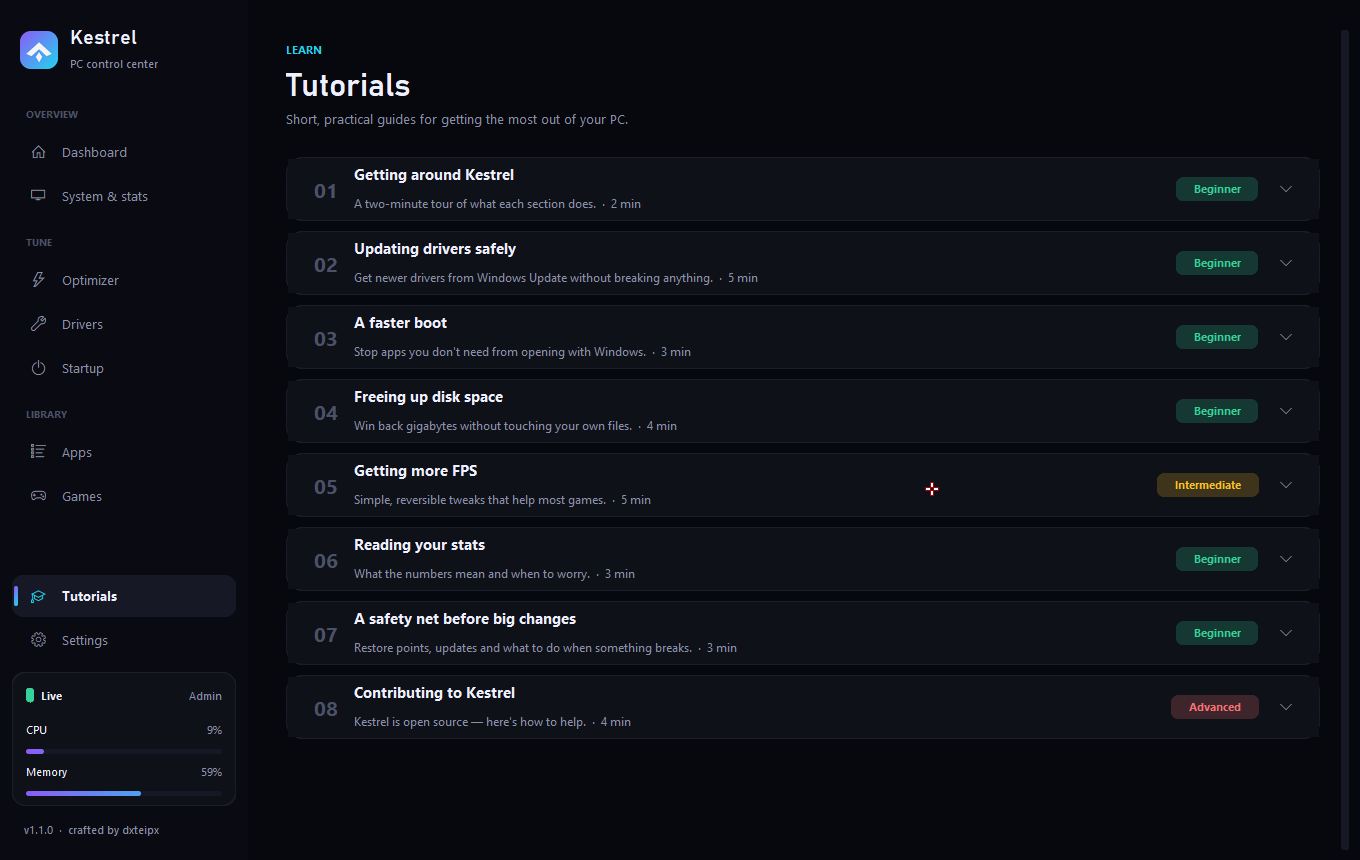 Kestrel
PC control center
OVERVIEW
Dashboard
System & stats
TUNE
Optimizer
Drivers
Startup
LIBRARY
Apps
Games
Tutorials
Settings
Live
Admin
CPU
9%
Memory
59%
v1.1.0 · crafted by dxteipx
LEARN
Tutorials
Short, practical guides for getting the most out of your PC.
01
Getting around Kestrel
A two-minute tour of what each section does. · 2 min
Beginner
02
Updating drivers safely
Get newer drivers from Windows Update without breaking anything. · 5 min
Beginner
03
A faster boot
Stop apps you don't need from opening with Windows. · 3 min
Beginner
04
Freeing up disk space
Win back gigabytes without touching your own files. · 4 min
Beginner
05
Getting more FPS
Simple, reversible tweaks that help most games. · 5 min
Intermediate
06
Reading your stats
What the numbers mean and when to worry. · 3 min
Beginner
07
A safety net before big changes
Restore points, updates and what to do when something breaks. · 3 min
Beginner
08
Contributing to Kestrel
Kestrel is open source — here's how to help. · 4 min
Advanced